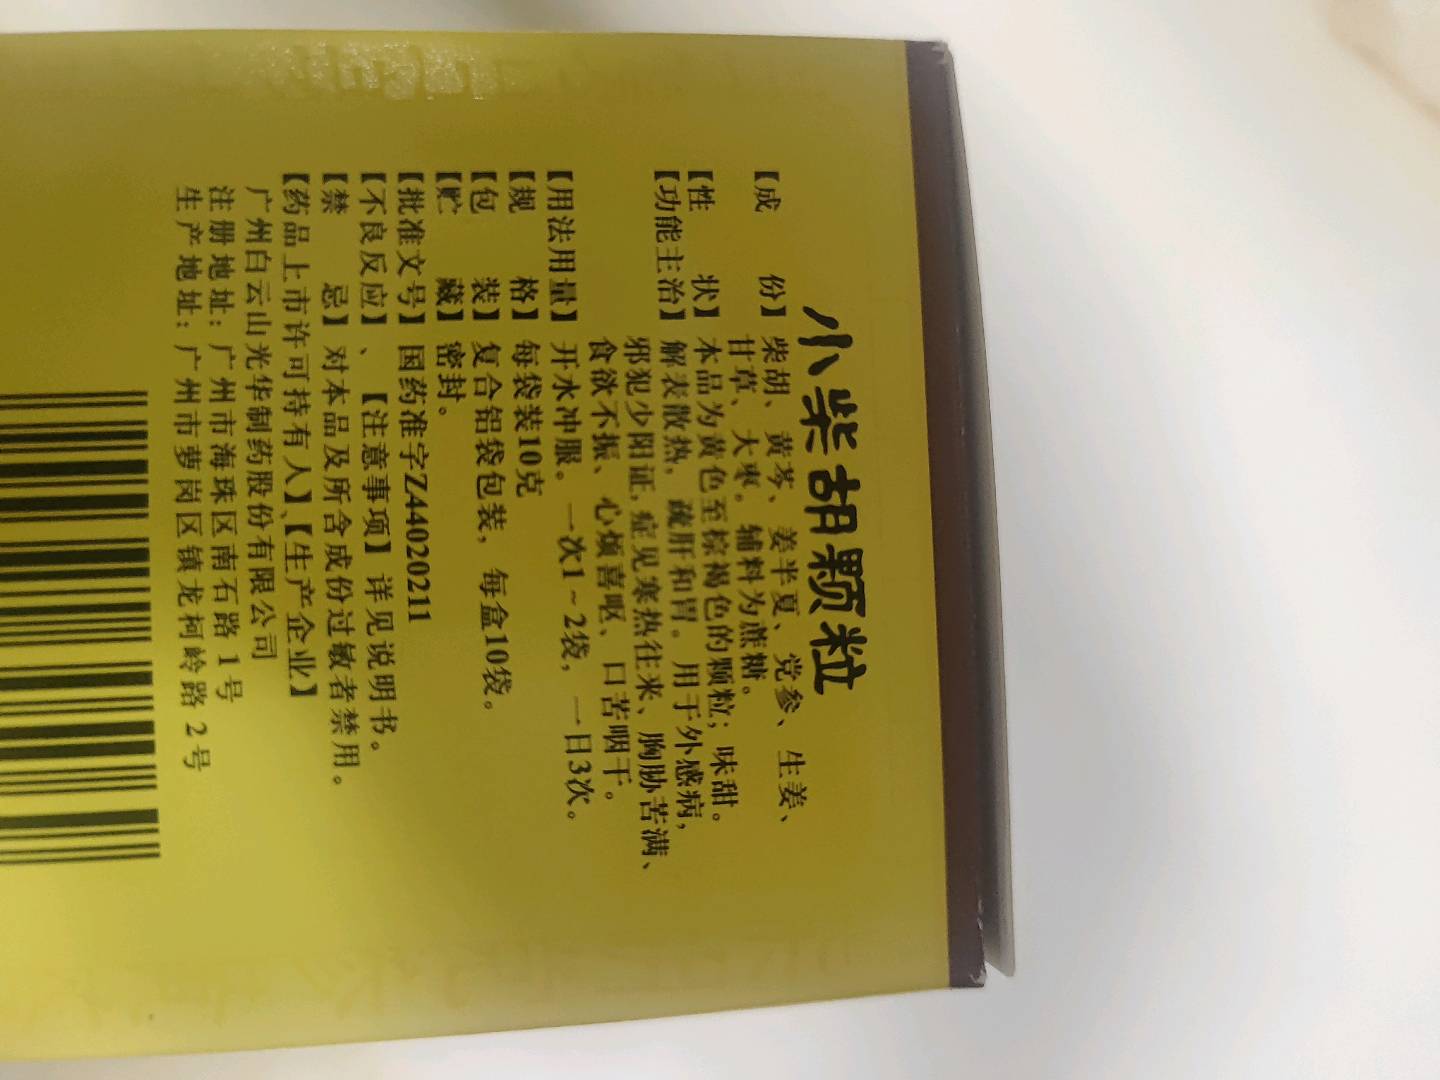 小柴胡颗粒
【成　　份】柴胡、黄芩、姜半夏、党参、生姜、
甘草、大枣。辅料为蔗糖。
【性　　状】本品为黄色至棕褐色的颗粒；味甜。
【功能主治】解表散热，疏肝和胃。用于外感病，
邪犯少阳证，症见寒热往来、胸胁苦满、
食欲不振、心烦喜呕、口苦咽干。
【用法用量】开水冲服。一次1~2袋，一日3次。
【规　　格】每袋装10克
【包　　装】复合铝袋包装，每盒10袋。
【贮　　藏】密封。
【批准文号】国药准字Z44020211
【不良反应】、【注意事项】详见说明书。
【禁　　忌】对本品及所含成份过敏者禁用。
【药品上市许可持有人】、【生产企业】
广州白云山光华制药股份有限公司
注册地址：广州市海珠区南石路1号
生产地址：广州市萝岗区镇龙柯岭路2号